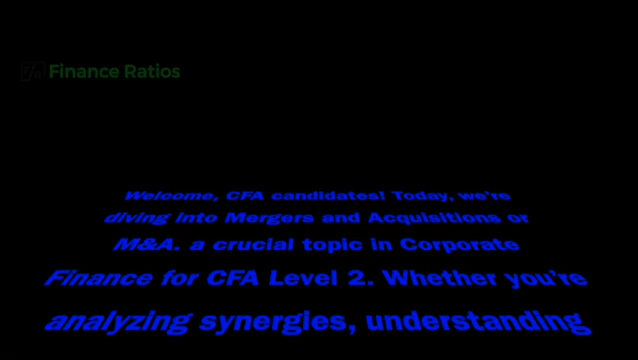 Finance Ratios
Welcome, CFA candidates! Today, we're
diving into Mergers and Acquisitions or
M&A. a crucial topic in Corporate
Finance for CFA Level 2. Whether you're
analyzing synergies, understanding